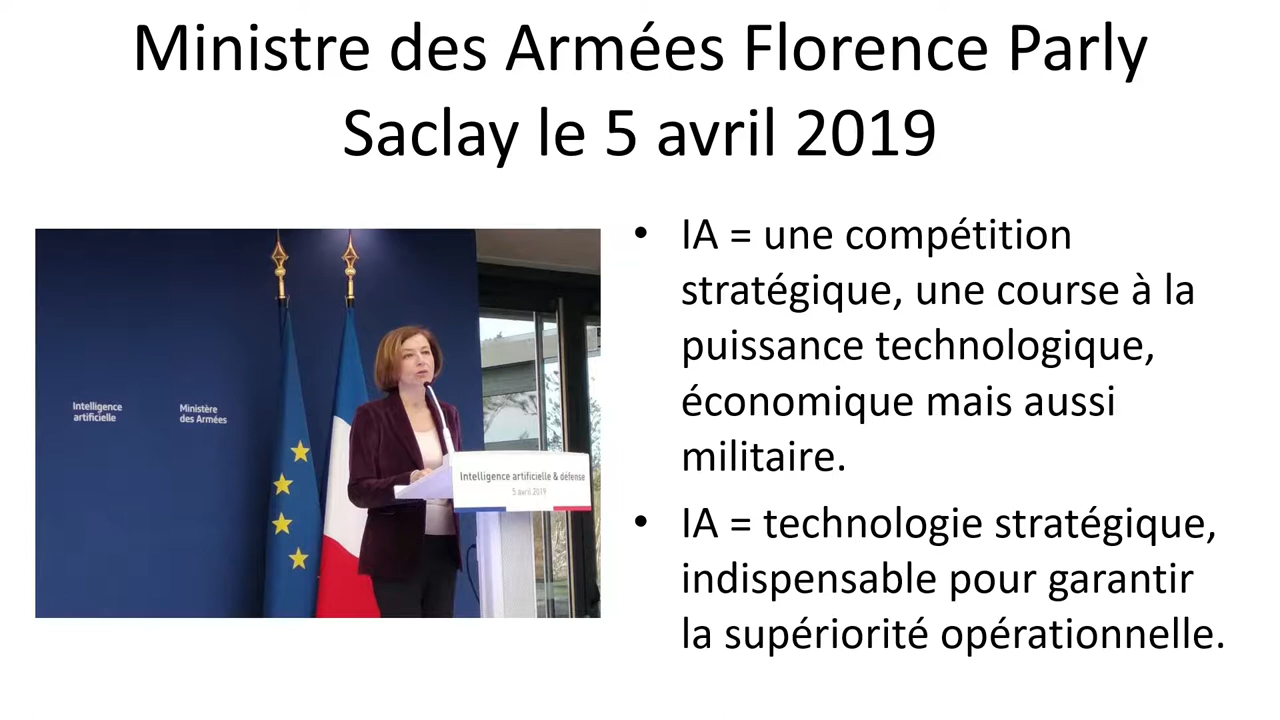 Ministre des Armées Florence Parly
Saclay le 5 avril 2019
Intelligence
artificielle
Ministère
des Armées
Intelligence artificielle & défense
5 avril 2019
• IA = une compétition
stratégique, une course à la
puissance technologique,
économique mais aussi
militaire.
• IA = technologie stratégique,
indispensable pour garantir
la supériorité opérationnelle.